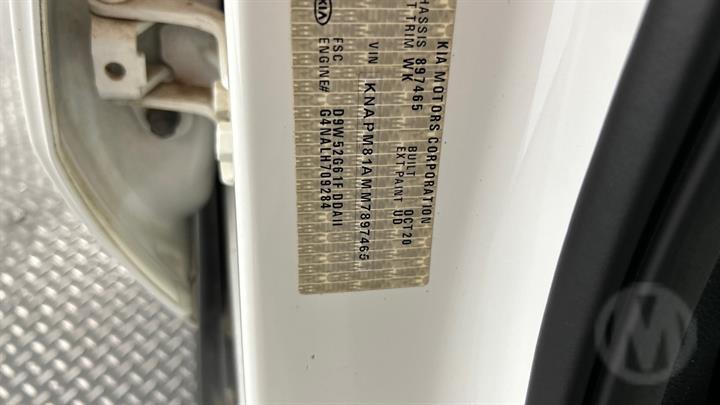 KIA MOTORS CORPORATION
CHASSIS 897465 BUILT OCT20
T TRIM WK EXT PAINT UD
VIN KNAPM81AMM7897465
FSC D9W52G61F DDA11
ENGINE# G4NALH709284
KIA
M